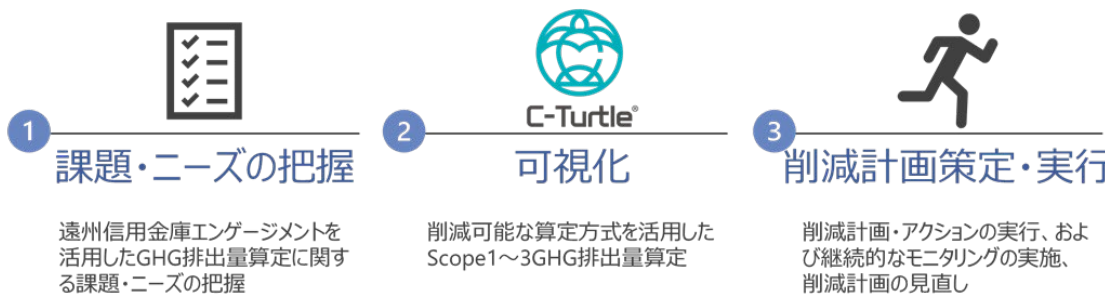 C-Turtle®
1
課題・ニーズの把握
遠州信用金庫エンゲージメントを
活用したGHG排出量算定に関す
る課題・ニーズの把握
2
可視化
削減可能な算定方式を活用した
Scope1～3GHG排出量算定
3
削減計画策定・実行
削減計画・アクションの実行、およ
び継続的なモニタリングの実施、
削減計画の見直し